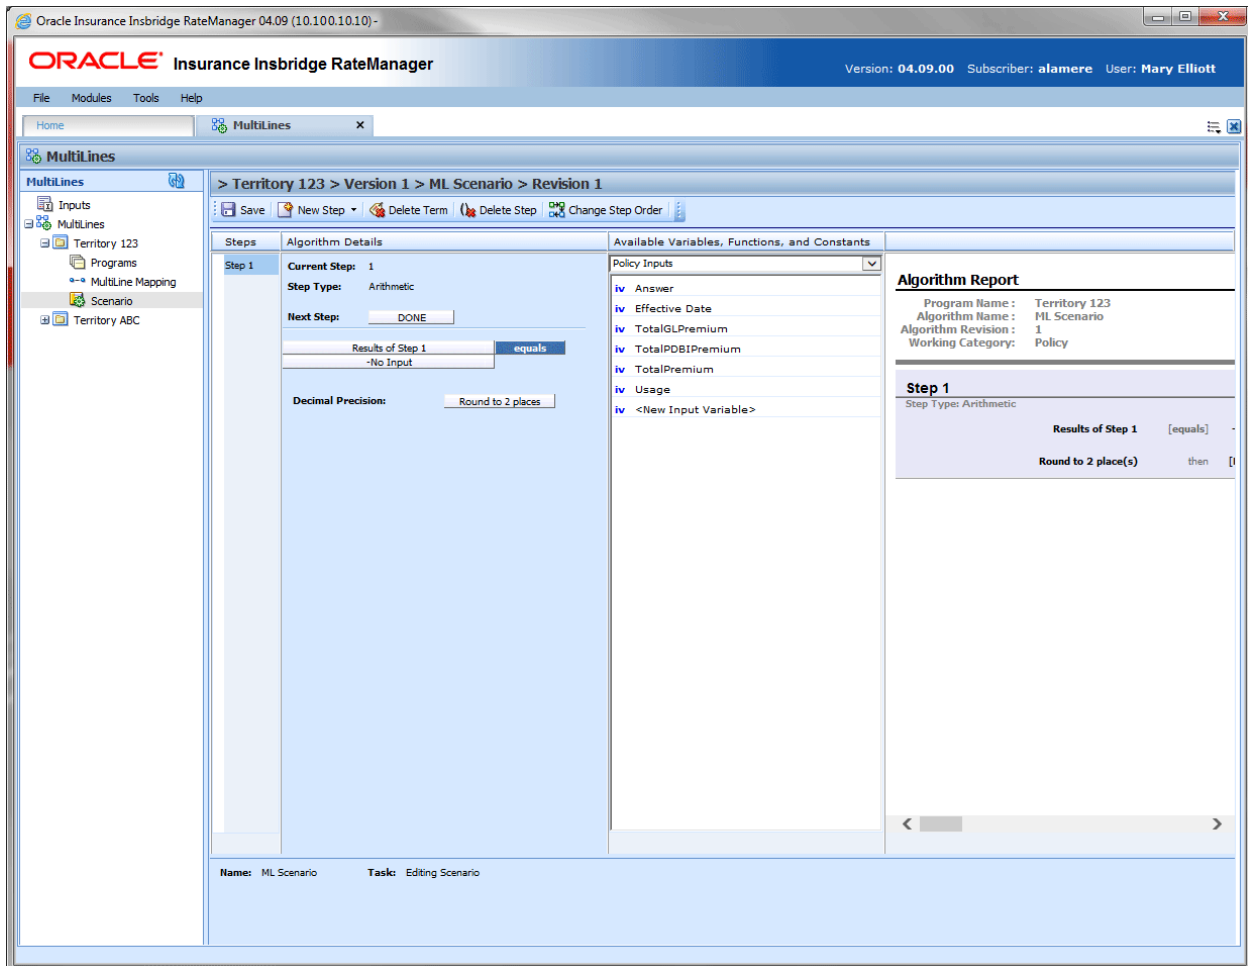 Oracle Insurance Insbridge RateManager 04.09 (10.100.10.10) -
ORACLE Insurance Insbridge RateManager
Version: 04.09.00 Subscriber: alamere User: Mary Elliott
File Modules Tools Help
Home MultiLines x
MultiLines
MultiLines
> Territory 123 > Version 1 > ML Scenario > Revision 1
Inputs
MultiLines
Territory 123
Programs
MultiLine Mapping
Scenario
Territory ABC
Save New Step Delete Term Delete Step Change Step Order
Steps Algorithm Details Available Variables, Functions, and Constants
Step 1
Current Step: 1
Step Type: Arithmetic
Next Step: DONE
Results of Step 1 equals
-No Input
Decimal Precision: Round to 2 places
Policy Inputs
iv Answer
iv Effective Date
iv TotalGLPremium
iv TotalPDBIPremium
iv TotalPremium
iv Usage
iv <New Input Variable>
Algorithm Report
Program Name : Territory 123
Algorithm Name : ML Scenario
Algorithm Revision : 1
Working Category: Policy
Step 1
Step Type: Arithmetic
Results of Step 1 [equals] -
Round to 2 place(s) then
Name: ML Scenario Task: Editing Scenario